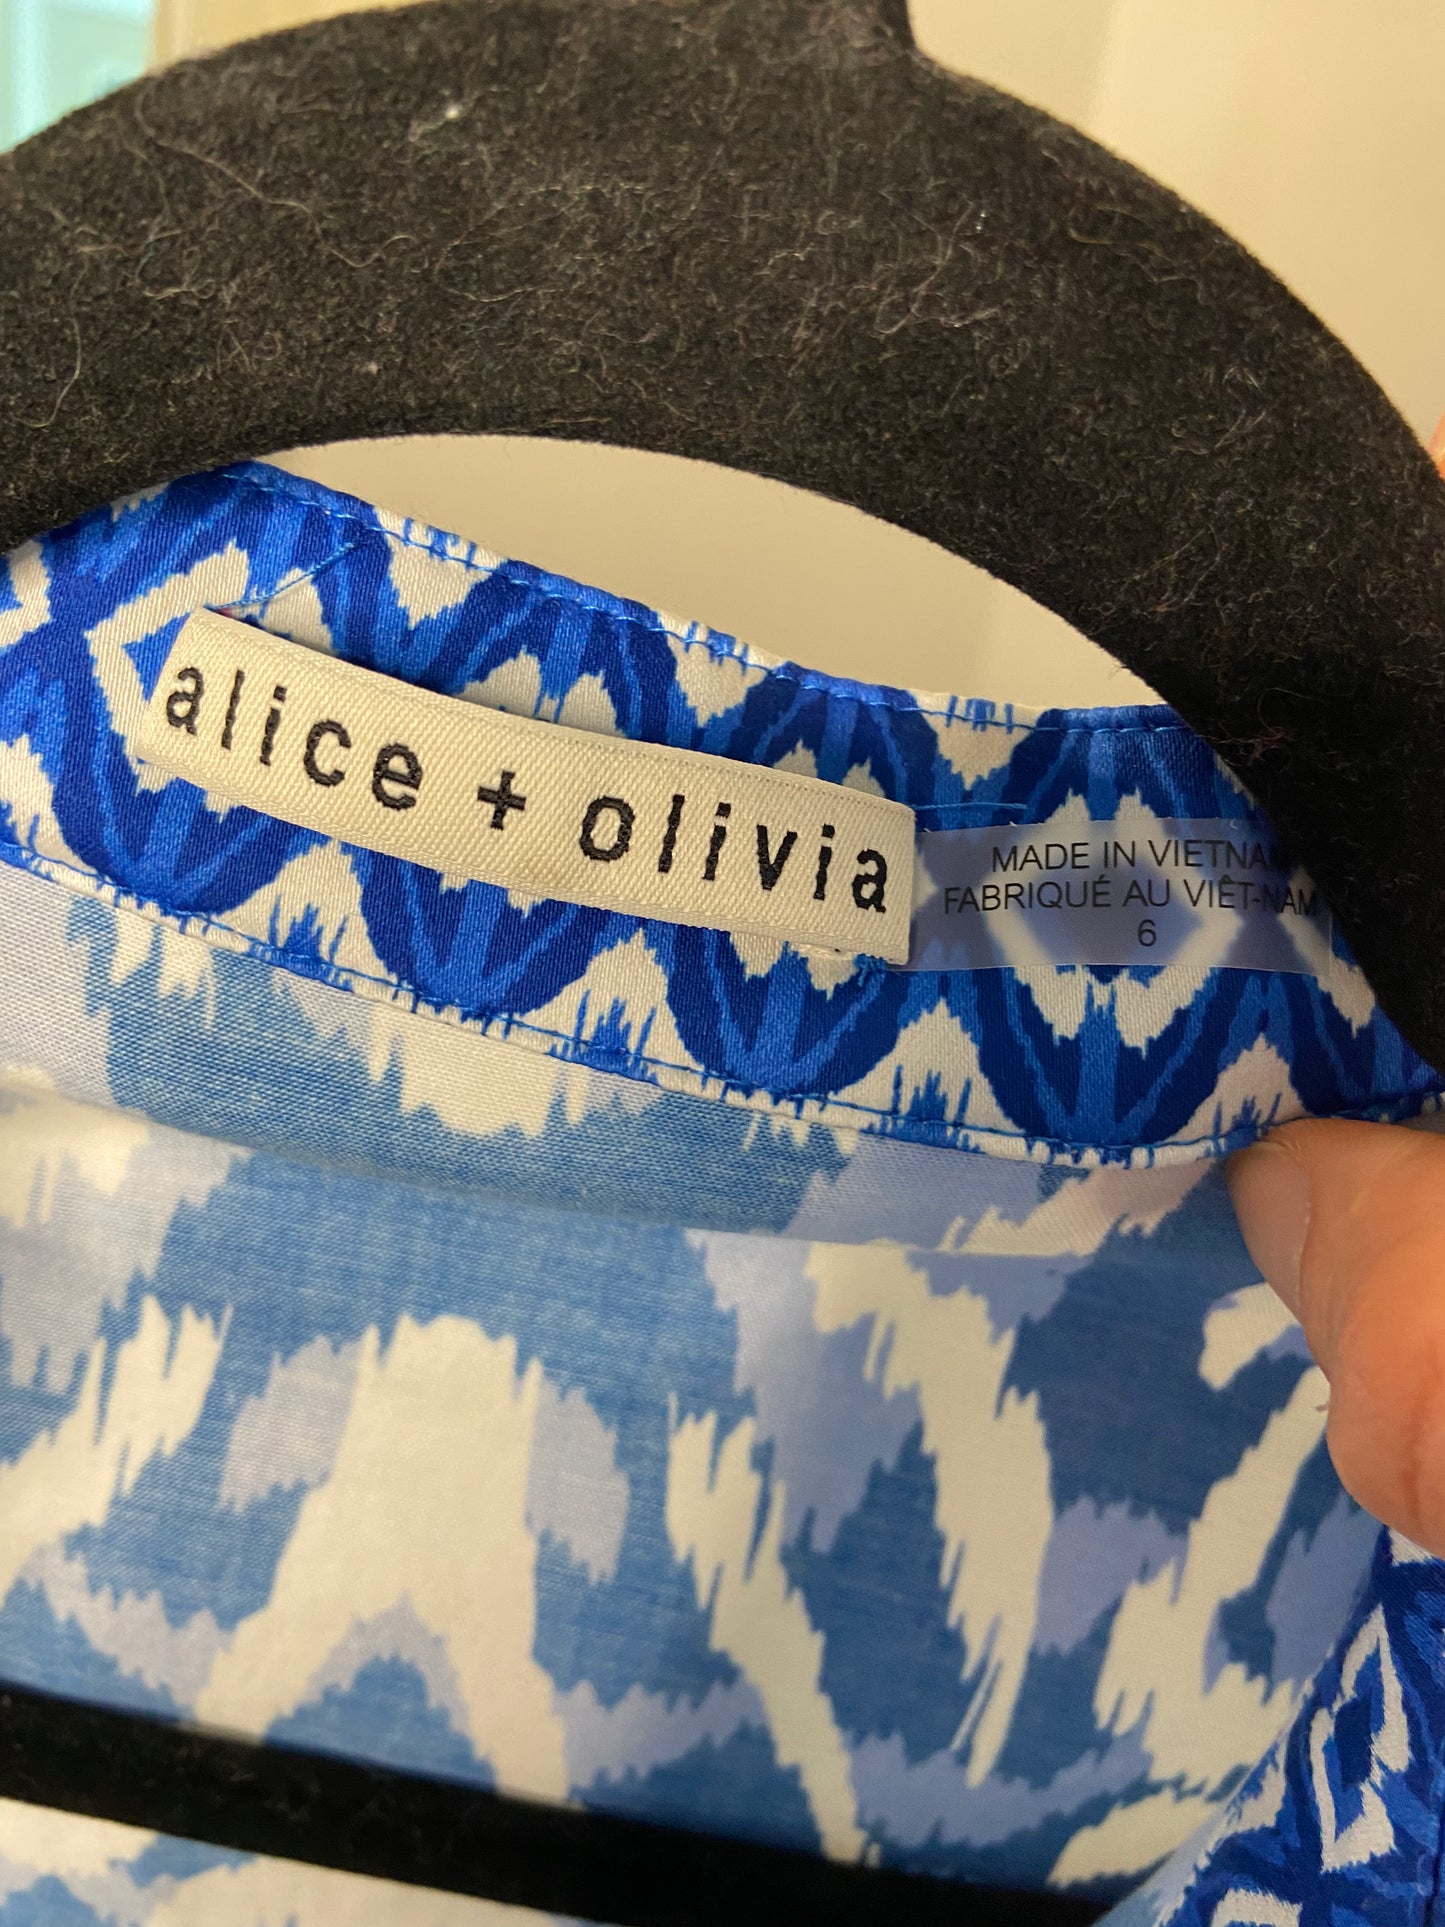 alice + olivia
MADE IN VIETNAM
FABRIQUÉ AU VIÊT-NAM
6